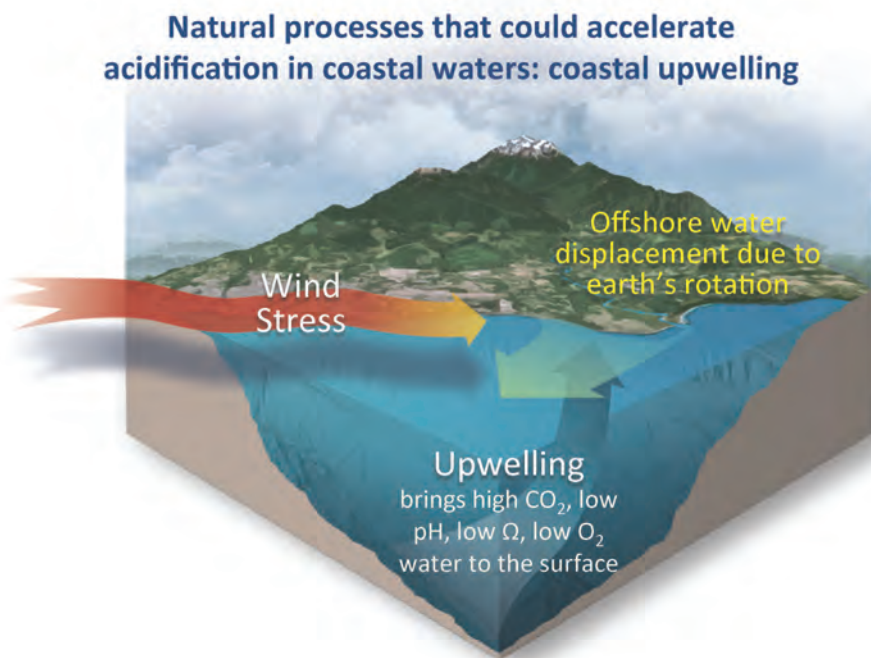 Natural processes that could accelerate
acidification in coastal waters: coastal upwelling
Offshore water
displacement due to
earth's rotation
Wind
Stress
Upwelling
brings high CO₂, low
pH, low Ω, low O₂
water to the surface